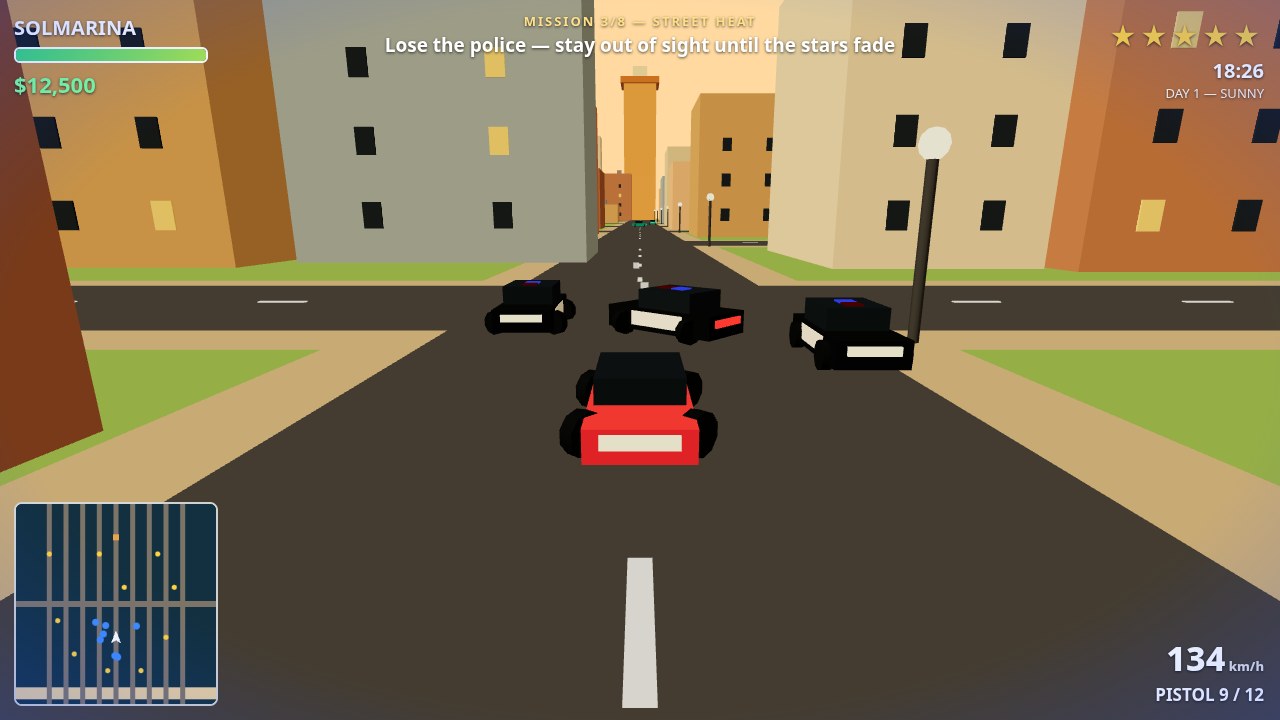 SOLMARINA
$12,500
MISSION 3/8 — STREET HEAT
Lose the police — stay out of sight until the stars fade
18:26
DAY 1 — SUNNY
134 km/h
PISTOL 9 / 12